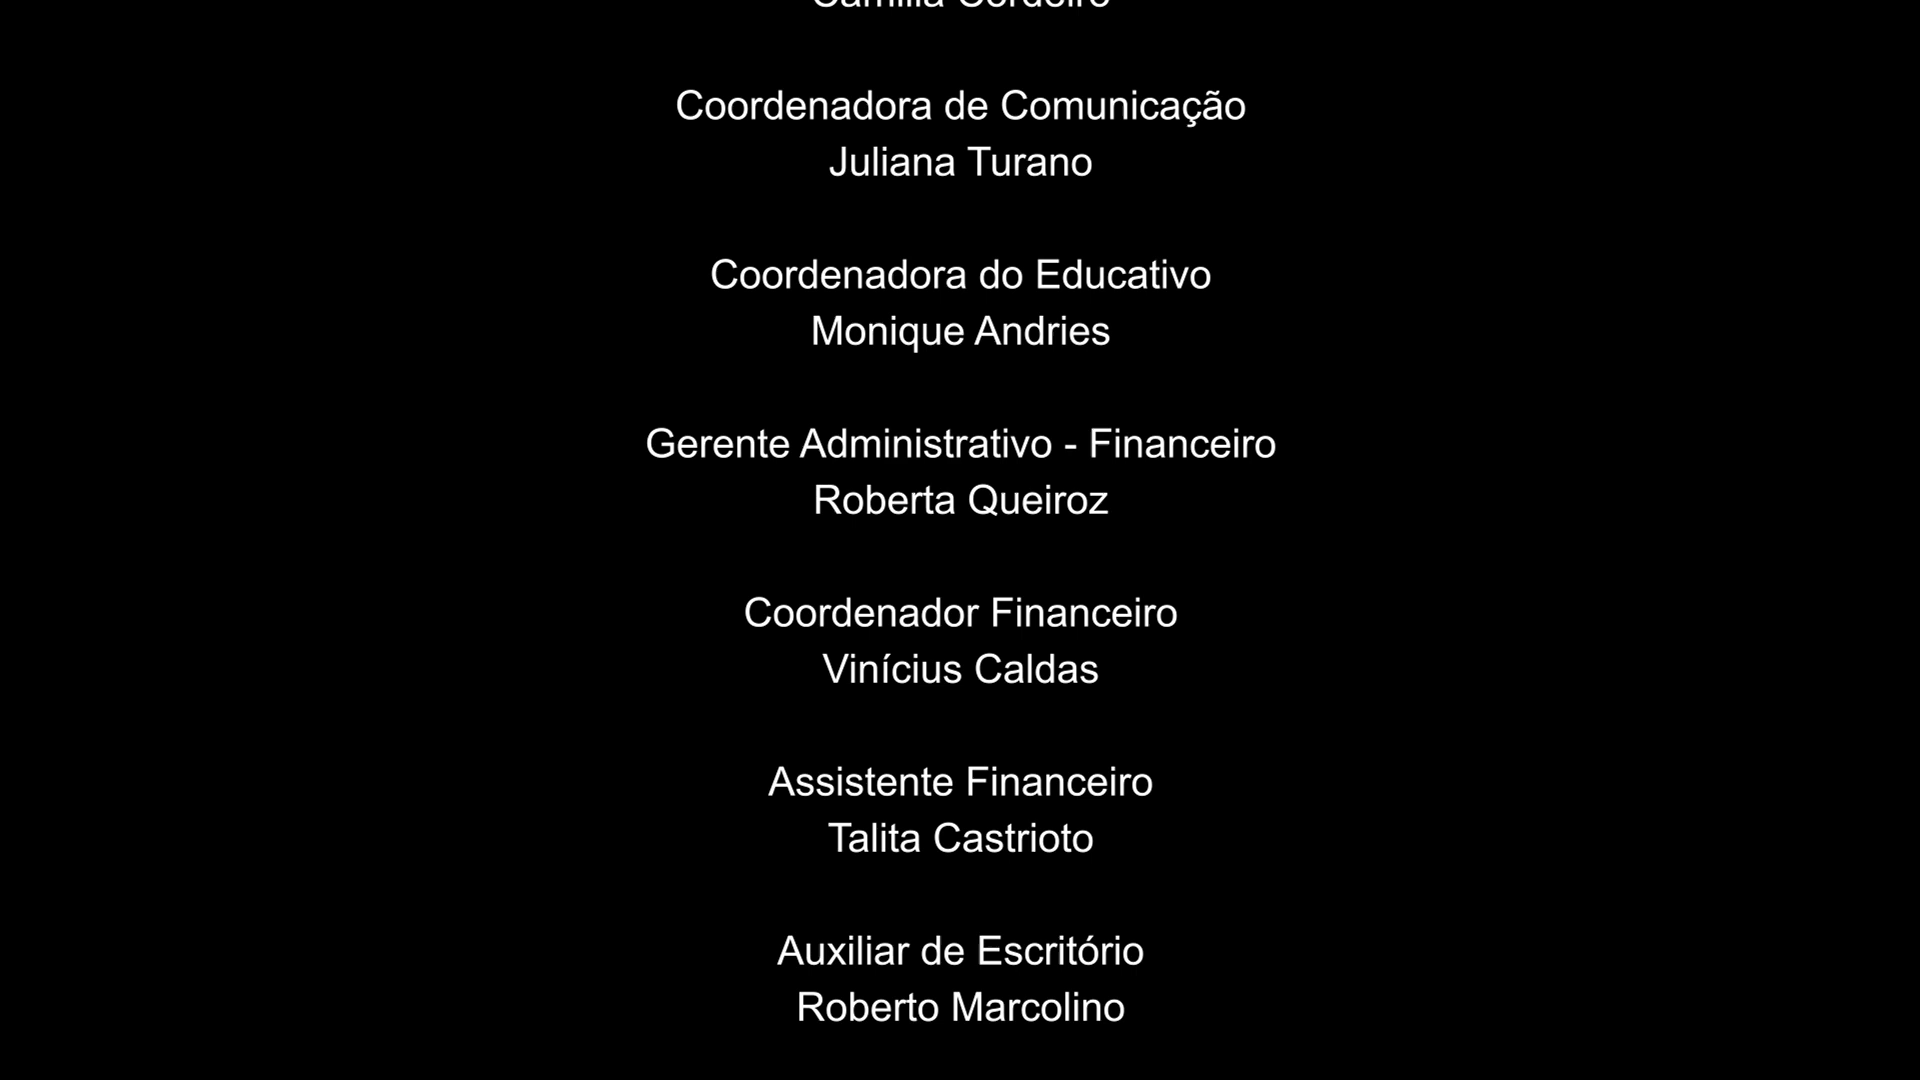 Coordenadora de Comunicação
Juliana Turano
Coordenadora do Educativo
Monique Andries
Gerente Administrativo - Financeiro
Roberta Queiroz
Coordenador Financeiro
Vinícius Caldas
Assistente Financeiro
Talita Castrioto
Auxiliar de Escritório
Roberto Marcolino